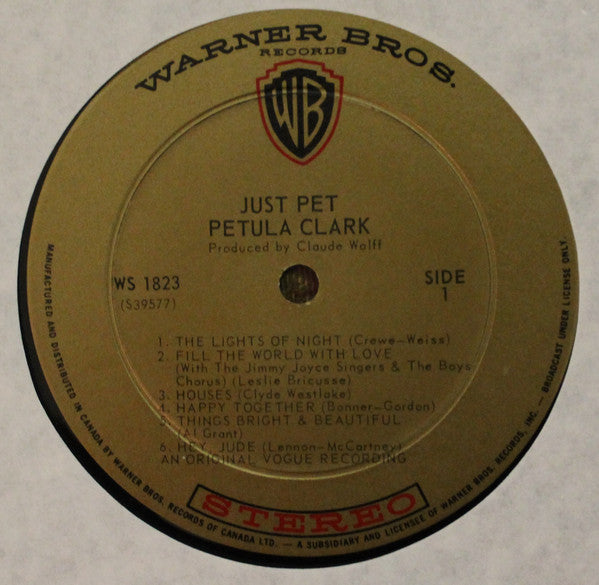 WARNER BROS.
RECORDS
WB
JUST PET
PETULA CLARK
Produced by Claude Wolff
WS 1823
(S39577)
SIDE
1
1. THE LIGHTS OF NIGHT (Crewe—Weiss)
2. FILL THE WORLD WITH LOVE
(With The Jimmy Joyce Singers & The Boys
Chorus) (Leslie Bricusse)
3. HOUSES (Clyde Westlake)
4. HAPPY TOGETHER (Bonner—Gordon)
5. THINGS BRIGHT & BEAUTIFUL
(Al Grant)
6. HEY, JUDE (Lennon—McCartney)
AN ORIGINAL VOGUE RECORDING
STEREO
MANUFACTURED AND DISTRIBUTED IN CANADA BY WARNER BROS. RECORDS OF CANADA LTD. — A SUBSIDIARY AND LICENSEE OF WARNER BROS. RECORDS, INC. — BROADCAST UNDER LICENSE ONLY.